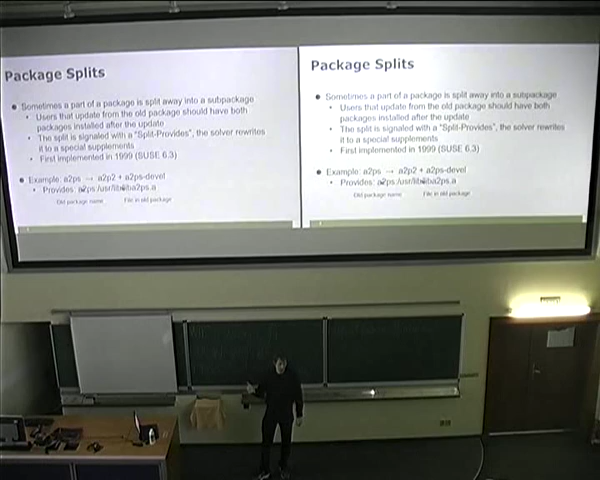 Package Splits
● Sometimes a part of a package is split away into a subpackage
• Users that update from the old package should have both
packages installed after the update
• The split is signaled with a "Split-Provides", the solver rewrites
it to a special supplements
• First implemented in 1999 (SUSE 6.3)
● Example: a2ps → a2p2 + a2ps-devel
• Provides: a2ps:/usr/lib/liba2ps.a
Old package name File in old package
Package Splits
● Sometimes a part of a package is split away into a subpackage
• Users that update from the old package should have both
packages installed after the update
• The split is signaled with a "Split-Provides", the solver rewrites
it to a special supplements
• First implemented in 1999 (SUSE 6.3)
● Example: a2ps → a2p2 + a2ps-devel
• Provides: a2ps:/usr/lib/liba2ps.a
Old package name File in old package